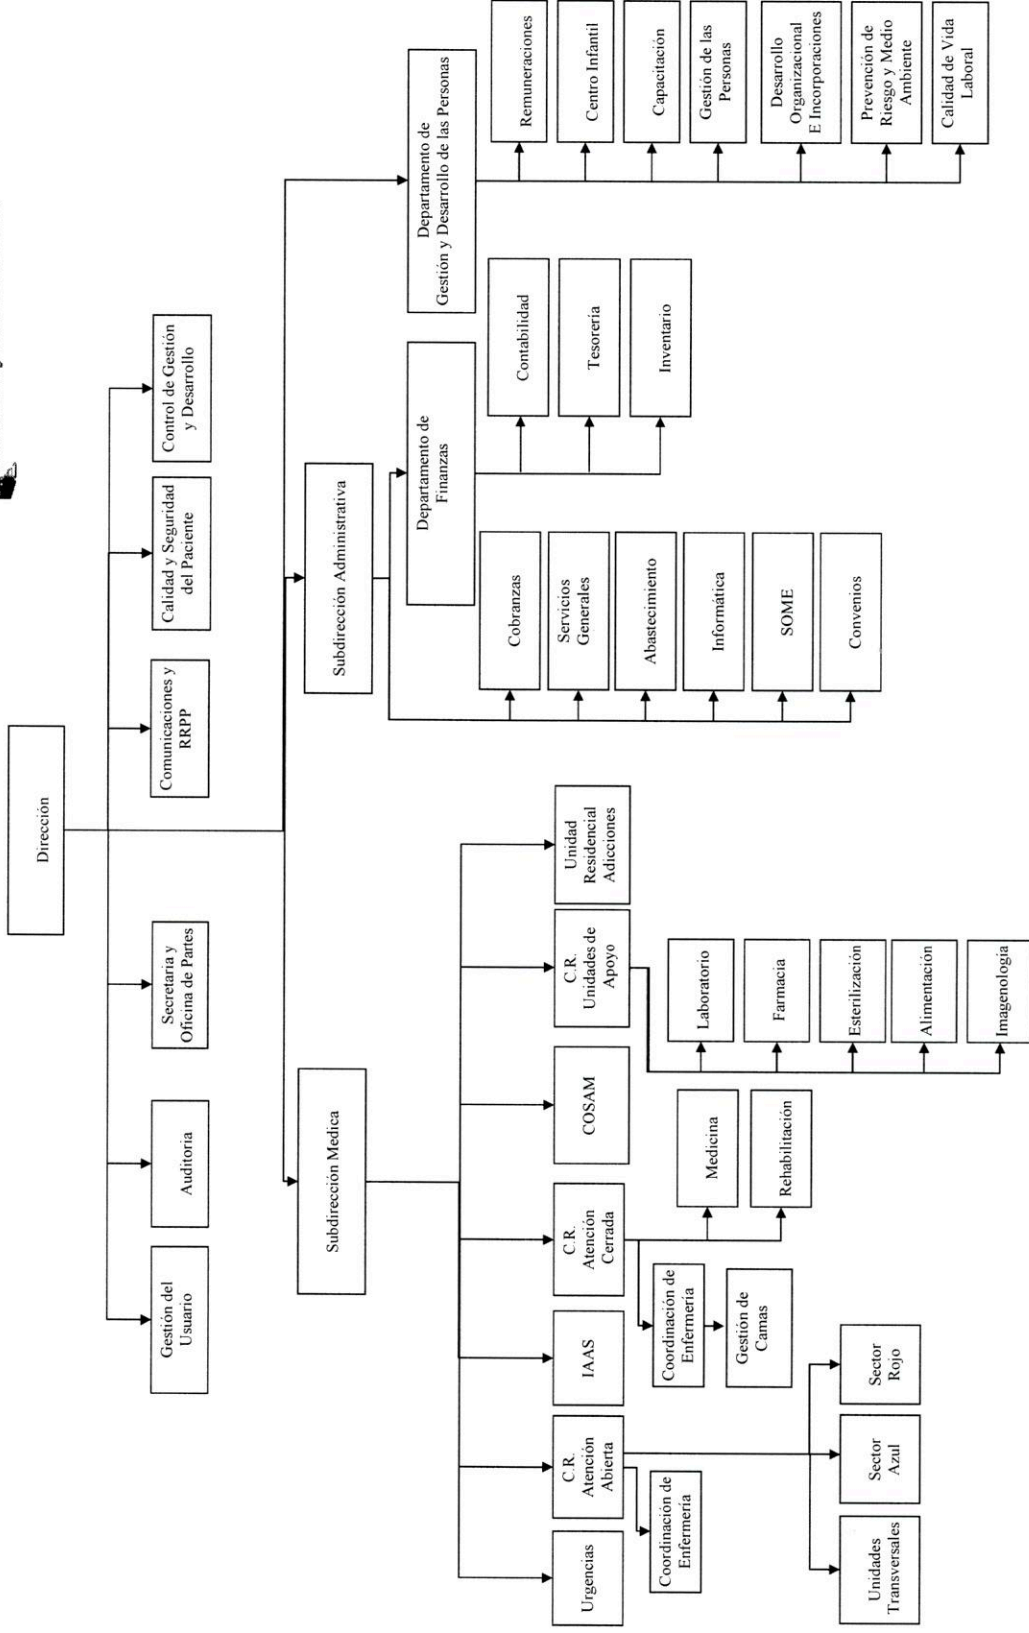 Dirección
Gestión del
Usuario
Auditoria
Secretaria y
Oficina de Partes
Comunicaciones y
RRPP
Calidad y Seguridad
del Paciente
Control de Gestión
y Desarrollo
Subdirección Medica
Subdirección Administrativa
Departamento de
Gestión y Desarrollo de las Personas
Urgencias
C.R.
Atención
Abierta
IAAS
C.R.
Atención
Cerrada
COSAM
C.R.
Unidades de
Apoyo
Unidad
Residencial
Adicciones
Coordinación de
Enfermería
Unidades
Transversales
Sector
Azul
Sector
Rojo
Coordinación de
Enfermería
Gestión de
Camas
Medicina
Rehabilitación
Laboratorio
Farmacia
Esterilización
Alimentación
Imagenología
Departamento de
Finanzas
Cobranzas
Servicios
Generales
Abastecimiento
Informática
SOME
Convenios
Contabilidad
Tesorería
Inventario
Remuneraciones
Centro Infantil
Capacitación
Gestión de las
Personas
Desarrollo
Organizacional
E Incorporaciones
Prevención de
Riesgo y Medio
Ambiente
Calidad de Vida
Laboral